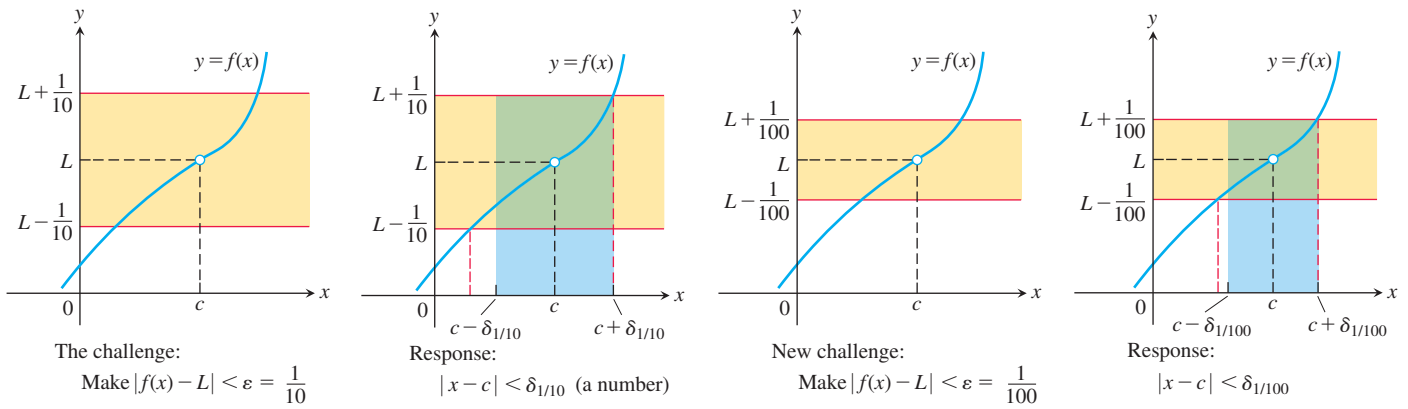 y
y = f(x)
L + 1/10
L
L − 1/10
0
c
x
The challenge:
Make |f(x) − L| < ε = 1/10
y
y = f(x)
L + 1/10
L
L − 1/10
0
c
x
c − δ1/10
c + δ1/10
Response:
|x − c| < δ1/10 (a number)
y
y = f(x)
L + 1/100
L
L − 1/100
0
c
x
New challenge:
Make |f(x) − L| < ε = 1/100
y
y = f(x)
L + 1/100
L
L − 1/100
0
c
x
c − δ1/100
c + δ1/100
Response:
|x − c| < δ1/100